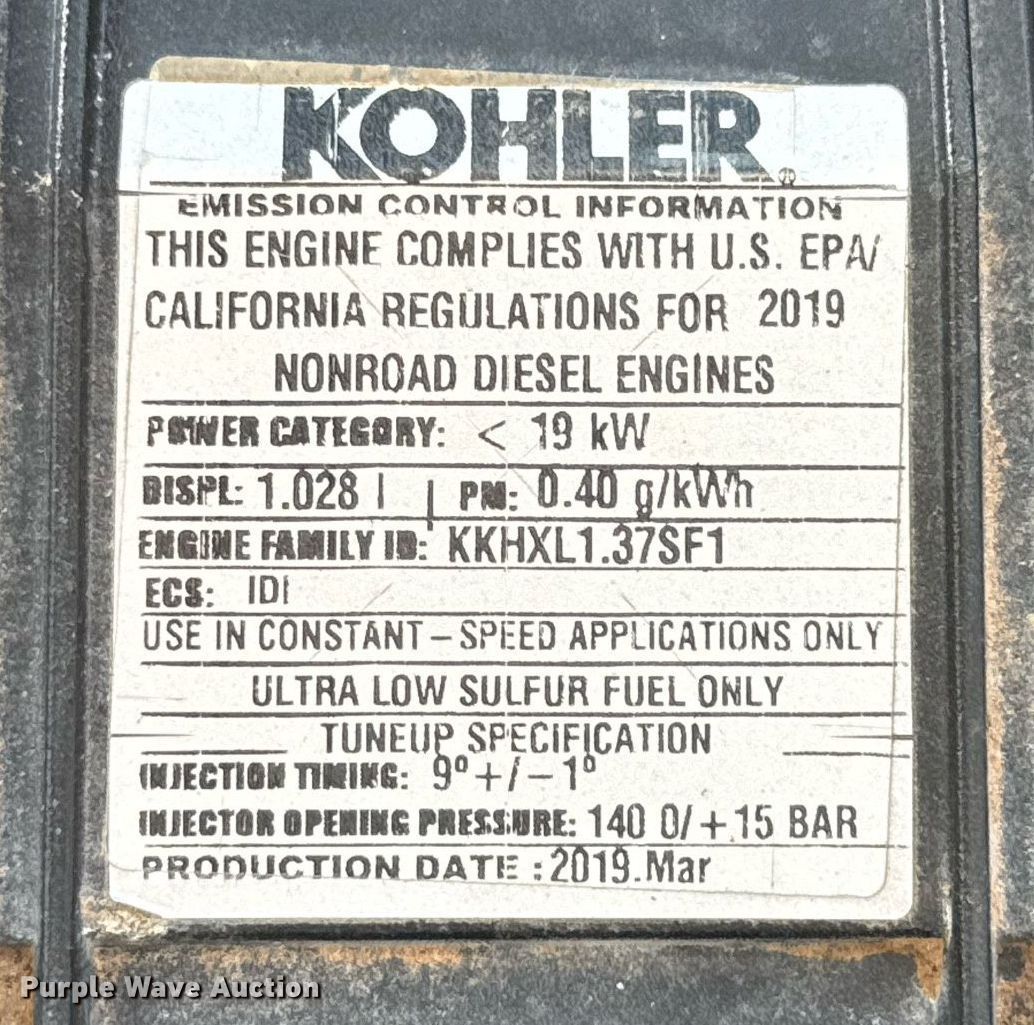 KOHLER®
EMISSION CONTROL INFORMATION
THIS ENGINE COMPLIES WITH U.S. EPA/
CALIFORNIA REGULATIONS FOR 2019
NONROAD DIESEL ENGINES
POWER CATEGORY: < 19 kW
DISPL: 1.028 l | PM: 0.40 g/kWh
ENGINE FAMILY ID: KKHXL1.37SF1
ECS: IDI
USE IN CONSTANT – SPEED APPLICATIONS ONLY
ULTRA LOW SULFUR FUEL ONLY
TUNEUP SPECIFICATION
INJECTION TIMING: 9°+/–1°
INJECTOR OPENING PRESSURE: 140 0/+15 BAR
PRODUCTION DATE : 2019.Mar
Purple Wave Auction